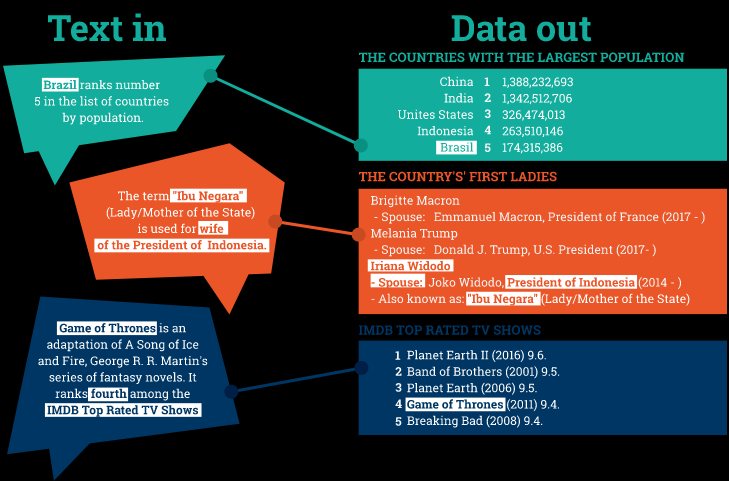 Text in
Brazil ranks number
5 in the list of countries
by population.
The term "Ibu Negara"
(Lady/Mother of the State)
is used for wife
of the President of Indonesia.
Game of Thrones is an
adaptation of A Song of Ice
and Fire, George R. R. Martin's
series of fantasy novels. It
ranks fourth among the
IMDB Top Rated TV Shows
Data out
THE COUNTRIES WITH THE LARGEST POPULATION
China 1 1,388,232,693
India 2 1,342,512,706
Unites States 3 326,474,013
Indonesia 4 263,510,146
Brasil 5 174,315,386
THE COUNTRY'S' FIRST LADIES
Brigitte Macron
- Spouse: Emmanuel Macron, President of France (2017 - )
Melania Trump
- Spouse: Donald J. Trump, U.S. President (2017- )
Iriana Widodo
- Spouse: Joko Widodo, President of Indonesia (2014 - )
- Also known as: "Ibu Negara" (Lady/Mother of the State)
IMDB TOP RATED TV SHOWS
1 Planet Earth II (2016) 9.6.
2 Band of Brothers (2001) 9.5.
3 Planet Earth (2006) 9.5.
4 Game of Thrones (2011) 9.4.
5 Breaking Bad (2008) 9.4.